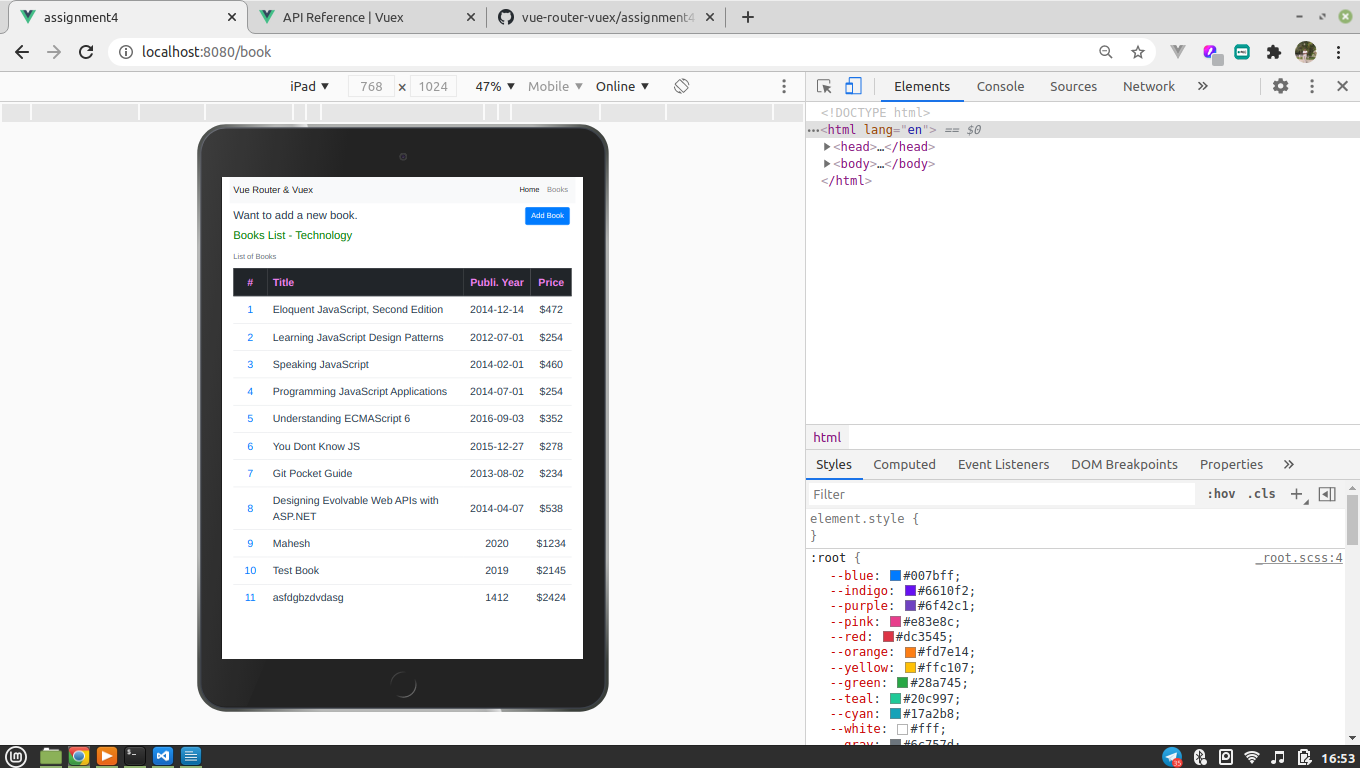 assignment4
API Reference | Vuex
vue-router-vuex/assignment4
localhost:8080/book
iPad
768
×
1024
47%
Mobile
Online
Elements
Console
Sources
Network
<!DOCTYPE html>
<html lang="en"> == $0
<head>…</head>
<body>…</body>
</html>
Vue Router & Vuex
Home
Books
Want to add a new book.
Add Book
Books List - Technology
List of Books
# Title Publi. Year Price
1 Eloquent JavaScript, Second Edition 2014-12-14 $472
2 Learning JavaScript Design Patterns 2012-07-01 $254
3 Speaking JavaScript 2014-02-01 $460
4 Programming JavaScript Applications 2014-07-01 $254
5 Understanding ECMAScript 6 2016-09-03 $352
6 You Dont Know JS 2015-12-27 $278
7 Git Pocket Guide 2013-08-02 $234
8 Designing Evolvable Web APIs with
ASP.NET 2014-04-07 $538
9 Mahesh 2020 $1234
10 Test Book 2019 $2145
11 asfdgbzdvdasg 1412 $2424
html
Styles
Computed
Event Listeners
DOM Breakpoints
Properties
Filter
:hov
.cls
element.style {
}
:root {
_root.scss:4
--blue: #007bff;
--indigo: #6610f2;
--purple: #6f42c1;
--pink: #e83e8c;
--red: #dc3545;
--orange: #fd7e14;
--yellow: #ffc107;
--green: #28a745;
--teal: #20c997;
--cyan: #17a2b8;
--white: #fff;
--gray: #6c757d;
35
16:53